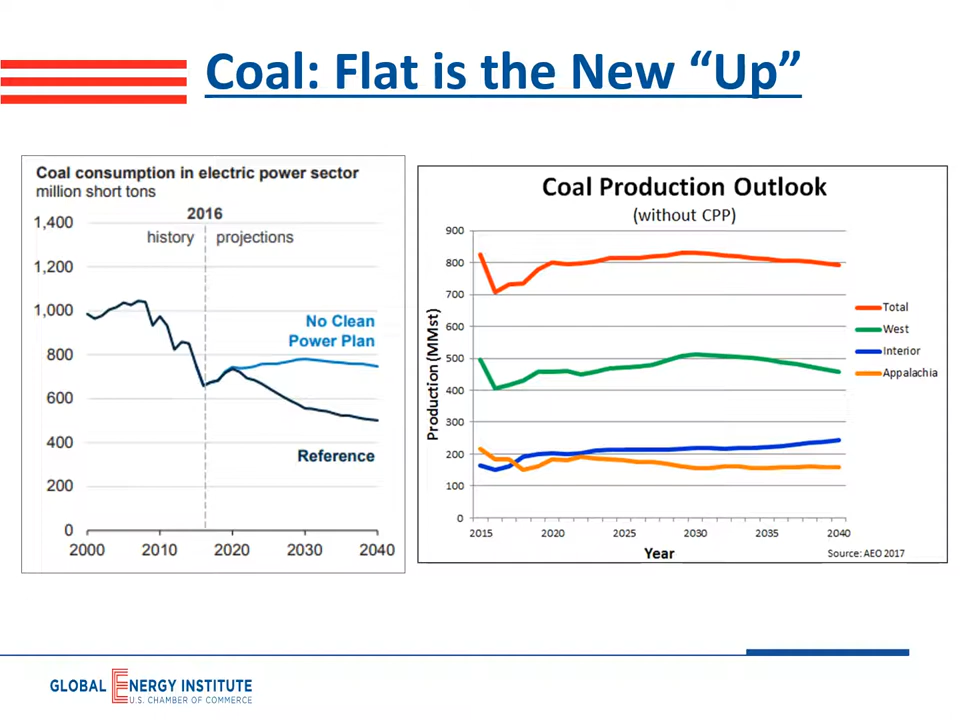 Coal: Flat is the New “Up”
Coal consumption in electric power sector
million short tons
2016
history
projections
1,400
1,200
1,000
800
600
400
200
0
No Clean
Power Plan
Reference
2000
2010
2020
2030
2040
Coal Production Outlook
(without CPP)
Production (MMst)
900
800
700
600
500
400
300
200
100
0
2015
2020
2025
2030
2035
2040
Year
Source: AEO 2017
Total
West
Interior
Appalachia
GLOBAL ENERGY INSTITUTE
U.S. CHAMBER OF COMMERCE